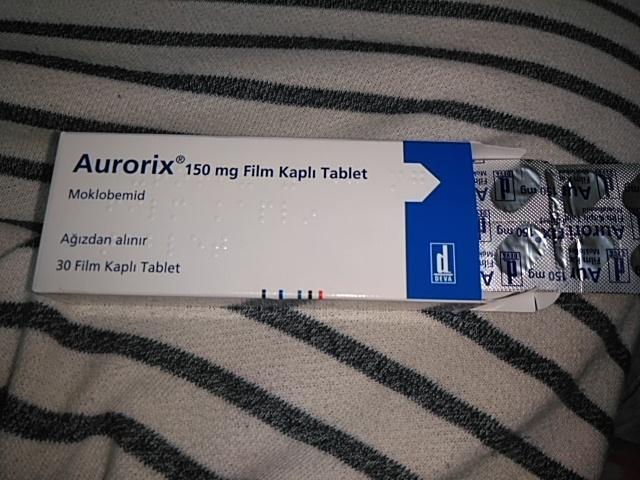 Aurorix® 150 mg Film Kaplı Tablet
Moklobemid
Ağızdan alınır
30 Film Kaplı Tablet
d
DEVA